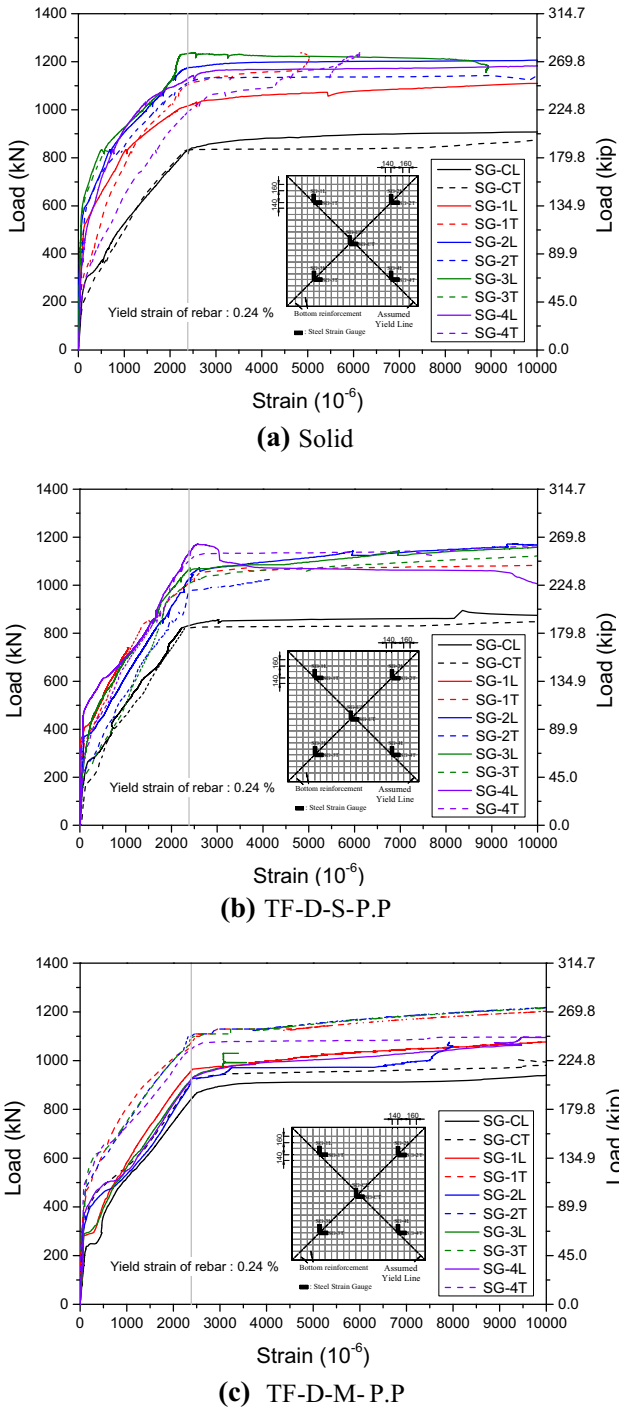 1400
1200
1000
800
600
400
200
0
Load (kN)
314.7
269.8
224.8
179.8
134.9
89.9
45.0
0.0
Load (kip)
140 160
140 160
SG-CL
SG-CT
SG-1L
SG-1T
SG-2L
SG-2T
SG-3L
SG-3T
SG-4L
SG-4T
Yield strain of rebar : 0.24 %
Bottom reinforcement
Assumed
Yield Line
: Steel Strain Gauge
0 1000 2000 3000 4000 5000 6000 7000 8000 9000 10000
Strain (10-6)
(a) Solid
1400
1200
1000
800
600
400
200
0
Load (kN)
314.7
269.8
224.8
179.8
134.9
89.9
45.0
0.0
Load (kip)
140 160
140 160
SG-CL
SG-CT
SG-1L
SG-1T
SG-2L
SG-2T
SG-3L
SG-3T
SG-4L
SG-4T
Yield strain of rebar : 0.24 %
Bottom reinforcement
Assumed
Yield Line
: Steel Strain Gauge
0 1000 2000 3000 4000 5000 6000 7000 8000 9000 10000
Strain (10-6)
(b) TF-D-S-P.P
1400
1200
1000
800
600
400
200
0
Load (kN)
314.7
269.8
224.8
179.8
134.9
89.9
45.0
0.0
Load (kip)
140 160
140 160
SG-CL
SG-CT
SG-1L
SG-1T
SG-2L
SG-2T
SG-3L
SG-3T
SG-4L
SG-4T
Yield strain of rebar : 0.24 %
Bottom reinforcement
Assumed
Yield Line
: Steel Strain Gauge
0 1000 2000 3000 4000 5000 6000 7000 8000 9000 10000
Strain (10-6)
(c) TF-D-M- P.P